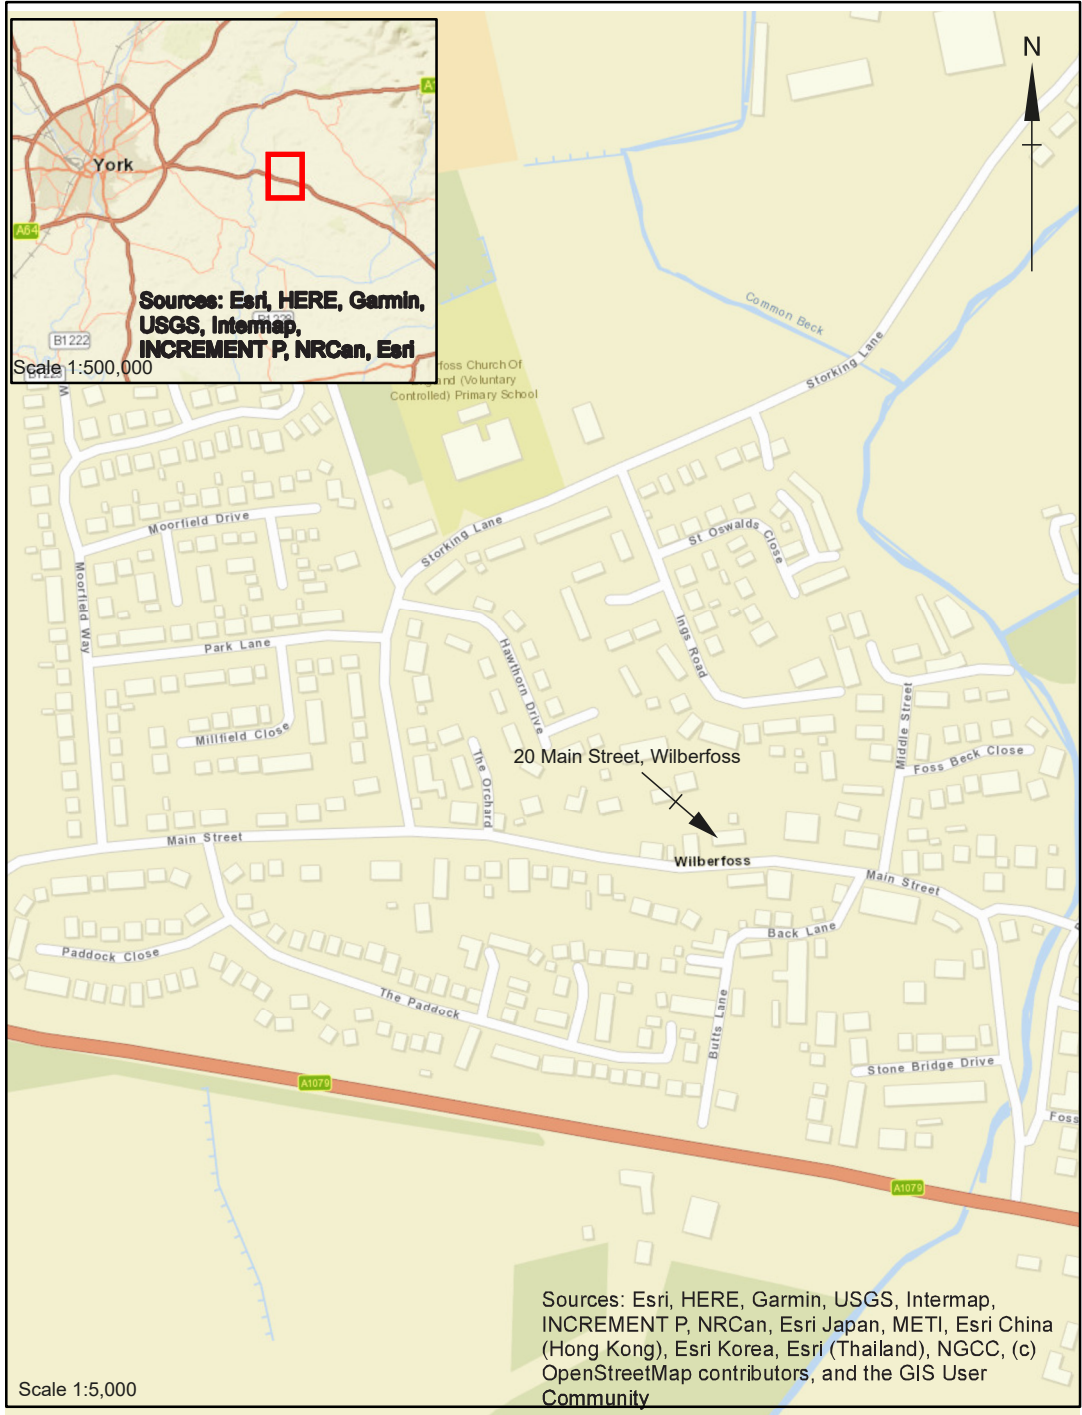 N
A1
York
A64
Sources: Esri, HERE, Garmin,
USGS, Intermap,
INCREMENT P, NRCan, Esri
B1228
B1222
Scale 1:500,000
foss Church Of
(Voluntary
Controlled) Primary School
Common Beck
Storking Lane
Storking Lane
Moorfield Drive
St Oswalds Close
Moorfield Way
Park Lane
Hawthorn Drive
Ings Road
Millfield Close
The Orchard
Middle Street
Foss Beck Close
20 Main Street, Wilberfoss
Main Street
Wilberfoss
Main Street
Back Lane
Paddock Close
The Paddock
Butts Lane
Stone Bridge Drive
A1079
Foss
A1079
Sources: Esri, HERE, Garmin, USGS, Intermap,
INCREMENT P, NRCan, Esri Japan, METI, Esri China
(Hong Kong), Esri Korea, Esri (Thailand), NGCC, (c)
OpenStreetMap contributors, and the GIS User
Community
Scale 1:5,000